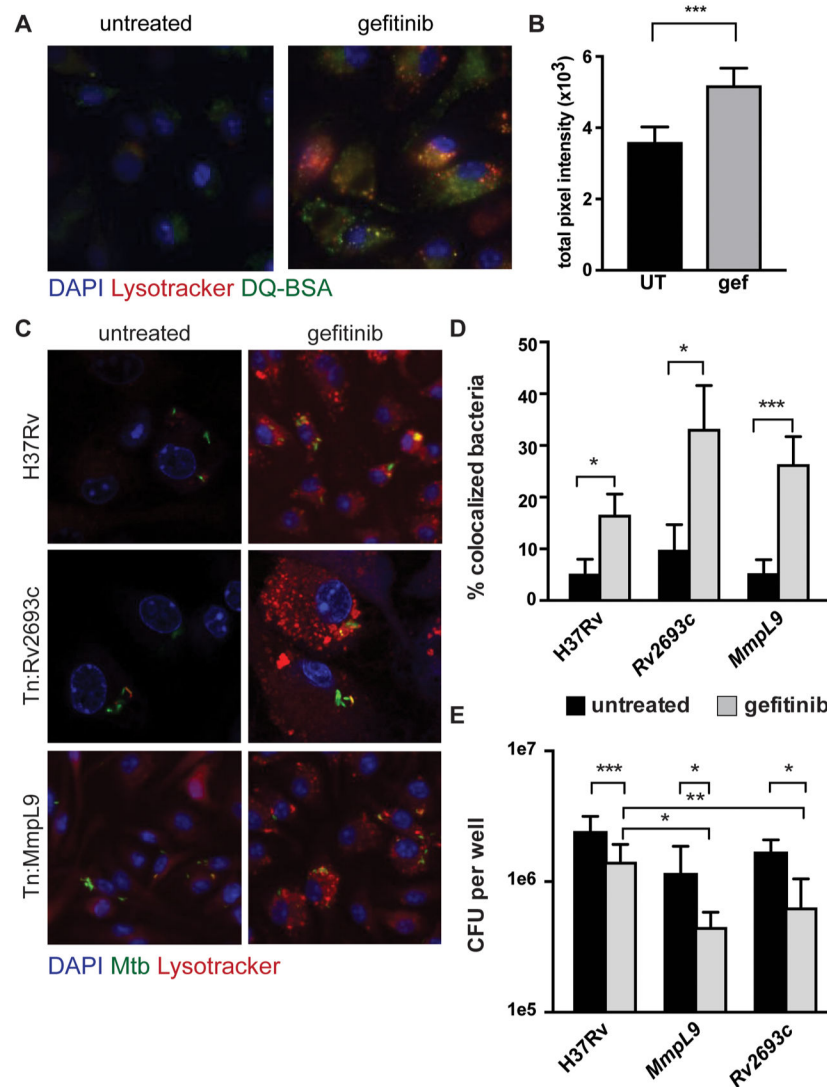 A
untreated
gefitinib
DAPI Lysotracker DQ-BSA
B
***
total pixel intensity (x10³)
6
4
2
0
UT
gef
C
untreated
gefitinib
H37Rv
Tn:Rv2693c
Tn:MmpL9
DAPI Mtb Lysotracker
D
% colocalized bacteria
50
40
30
20
10
0
*
*
***
H37Rv
Rv2693c
MmpL9
untreated
gefitinib
E
CFU per well
1e7
1e6
1e5
***
*
*
**
*
H37Rv
MmpL9
Rv2693c